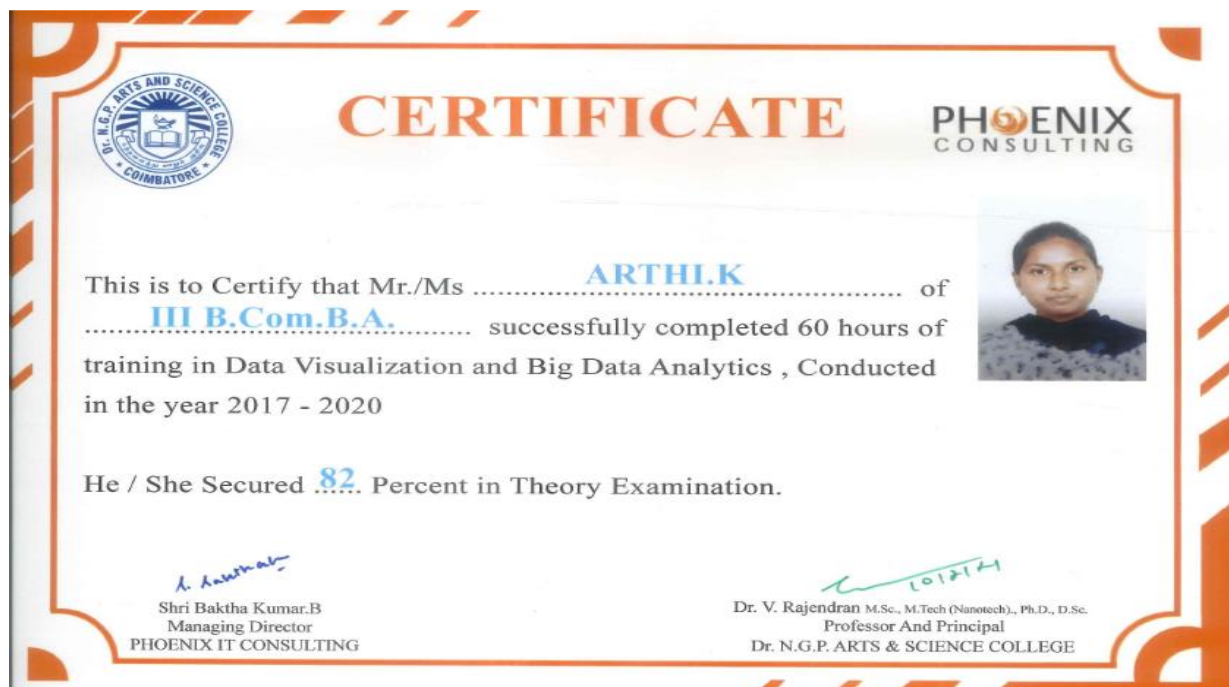 Dr. N.G.P. ARTS AND SCIENCE COLLEGE
COIMBATORE
CERTIFICATE
PHOENIX
CONSULTING
This is to Certify that Mr./Ms ........ARTHI.K........ of
........III B.Com.B.A.......... successfully completed 60 hours of
training in Data Visualization and Big Data Analytics , Conducted
in the year 2017 - 2020
He / She Secured ..82.. Percent in Theory Examination.
Shri Baktha Kumar.B
Managing Director
PHOENIX IT CONSULTING
10/2/21
Dr. V. Rajendran M.Sc., M.Tech (Nanotech)., Ph.D., D.Sc.
Professor And Principal
Dr. N.G.P. ARTS & SCIENCE COLLEGE